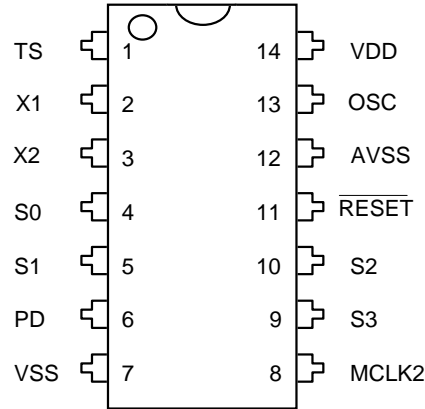 TS 1 14 VDD
X1 2 13 OSC
X2 3 12 AVSS
S0 4 11 RESET
S1 5 10 S2
PD 6 9 S3
VSS 7 8 MCLK2